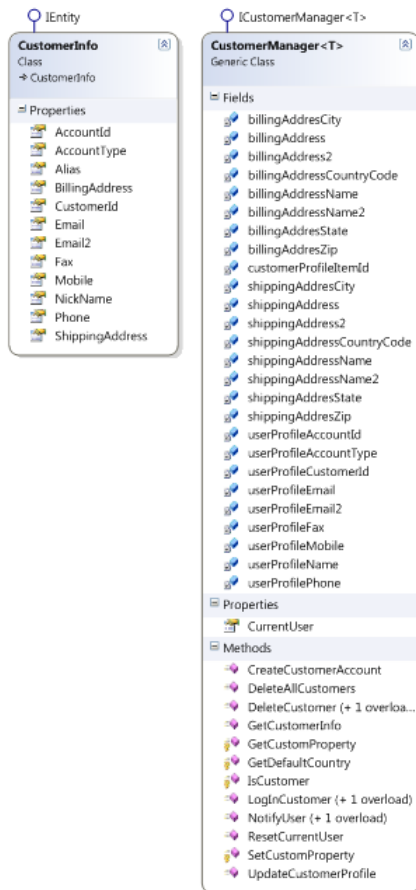 IEntity
CustomerInfo
Class
CustomerInfo
Properties
AccountId
AccountType
Alias
BillingAddress
CustomerId
Email
Email2
Fax
Mobile
NickName
Phone
ShippingAddress
ICustomerManager<T>
CustomerManager<T>
Generic Class
Fields
billingAddresCity
billingAddress
billingAddress2
billingAddressCountryCode
billingAddressName
billingAddressName2
billingAddresState
billingAddresZip
customerProfileItemId
shippingAddresCity
shippingAddress
shippingAddress2
shippingAddressCountryCode
shippingAddressName
shippingAddressName2
shippingAddresState
shippingAddresZip
userProfileAccountId
userProfileAccountType
userProfileCustomerId
userProfileEmail
userProfileEmail2
userProfileFax
userProfileMobile
userProfileName
userProfilePhone
Properties
CurrentUser
Methods
CreateCustomerAccount
DeleteAllCustomers
DeleteCustomer (+ 1 overloa...
GetCustomerInfo
GetCustomProperty
GetDefaultCountry
IsCustomer
LogInCustomer (+ 1 overload)
NotifyUser (+ 1 overload)
ResetCurrentUser
SetCustomProperty
UpdateCustomerProfile